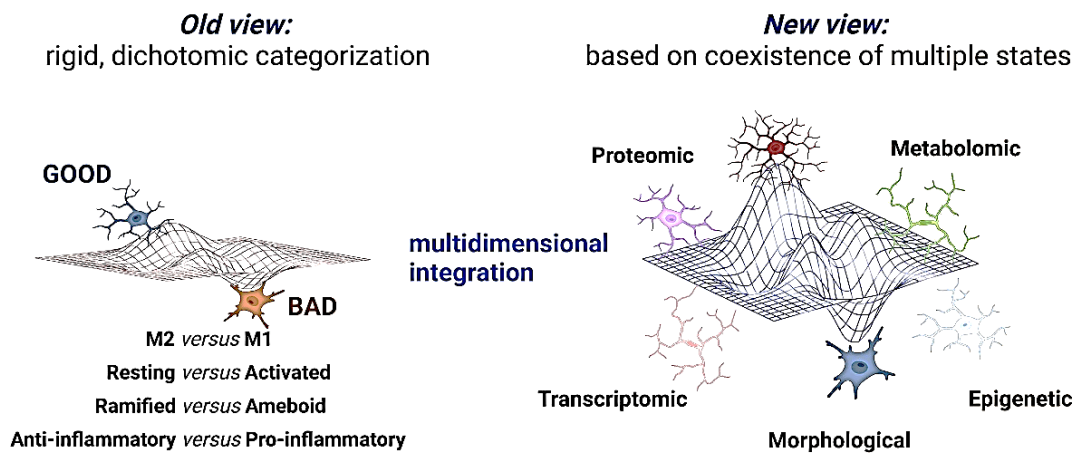 Old view:
rigid, dichotomic categorization
GOOD
BAD
M2 versus M1
Resting versus Activated
Ramified versus Ameboid
Anti-inflammatory versus Pro-inflammatory
multidimensional
integration
New view:
based on coexistence of multiple states
Proteomic
Metabolomic
Transcriptomic
Epigenetic
Morphological